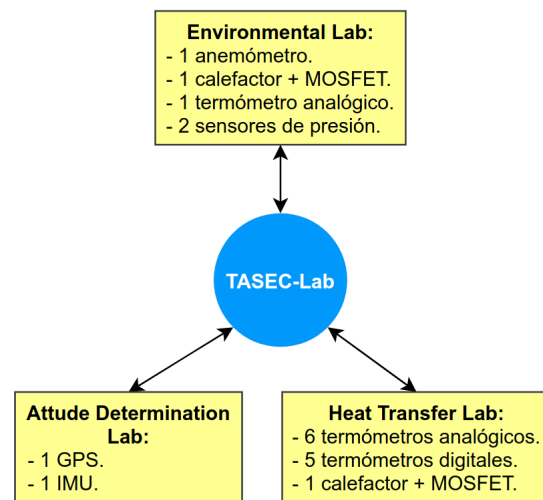 Environmental Lab:
- 1 anemómetro.
- 1 calefactor + MOSFET.
- 1 termómetro analógico.
- 2 sensores de presión.
TASEC-Lab
Attude Determination
Lab:
- 1 GPS.
- 1 IMU.
Heat Transfer Lab:
- 6 termómetros analógicos.
- 5 termómetros digitales.
- 1 calefactor + MOSFET.